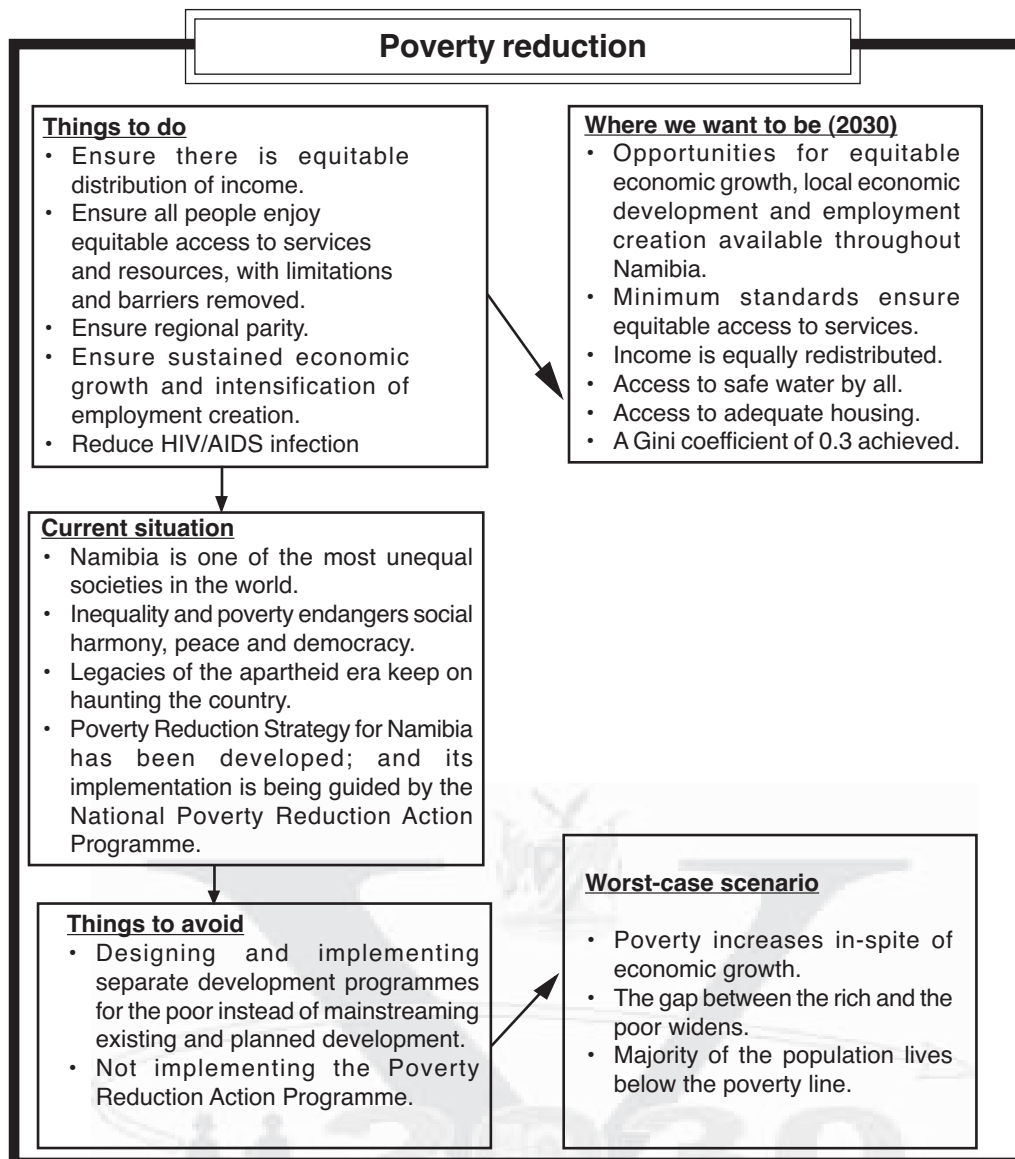 Poverty reduction
Things to do
• Ensure there is equitable
distribution of income.
• Ensure all people enjoy
equitable access to services
and resources, with limitations
and barriers removed.
• Ensure regional parity.
• Ensure sustained economic
growth and intensification of
employment creation.
• Reduce HIV/AIDS infection
Where we want to be (2030)
• Opportunities for equitable
economic growth, local economic
development and employment
creation available throughout
Namibia.
• Minimum standards ensure
equitable access to services.
• Income is equally redistributed.
• Access to safe water by all.
• Access to adequate housing.
• A Gini coefficient of 0.3 achieved.
Current situation
• Namibia is one of the most unequal
societies in the world.
• Inequality and poverty endangers social
harmony, peace and democracy.
• Legacies of the apartheid era keep on
haunting the country.
• Poverty Reduction Strategy for Namibia
has been developed; and its
implementation is being guided by the
National Poverty Reduction Action
Programme.
Things to avoid
• Designing and implementing
separate development programmes
for the poor instead of mainstreaming
existing and planned development.
• Not implementing the Poverty
Reduction Action Programme.
Worst-case scenario
• Poverty increases in-spite of
economic growth.
• The gap between the rich and the
poor widens.
• Majority of the population lives
below the poverty line.
V
2030